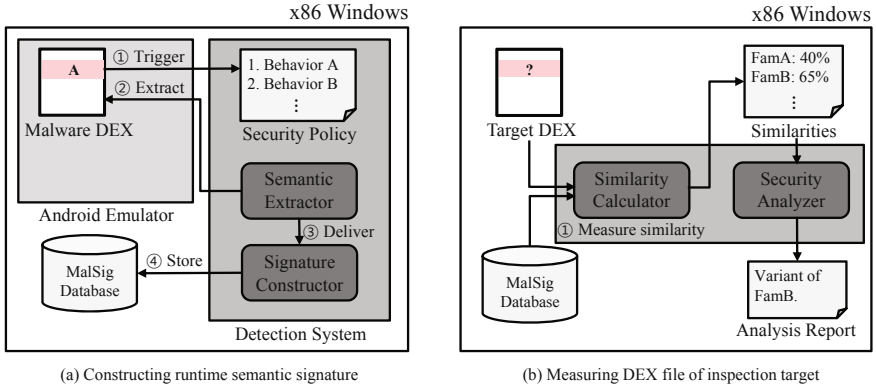 x86 Windows
① Trigger
A
② Extract
Malware DEX
1. Behavior A
2. Behavior B
⋮
Security Policy
Semantic
Extractor
Android Emulator
③ Deliver
④ Store
MalSig
Database
Signature
Constructor
Detection System
(a) Constructing runtime semantic signature
x86 Windows
?
Target DEX
FamA: 40%
FamB: 65%
⋮
Similarities
Similarity
Calculator
Security
Analyzer
① Measure similarity
MalSig
Database
Variant of
FamB.
Analysis Report
(b) Measuring DEX file of inspection target